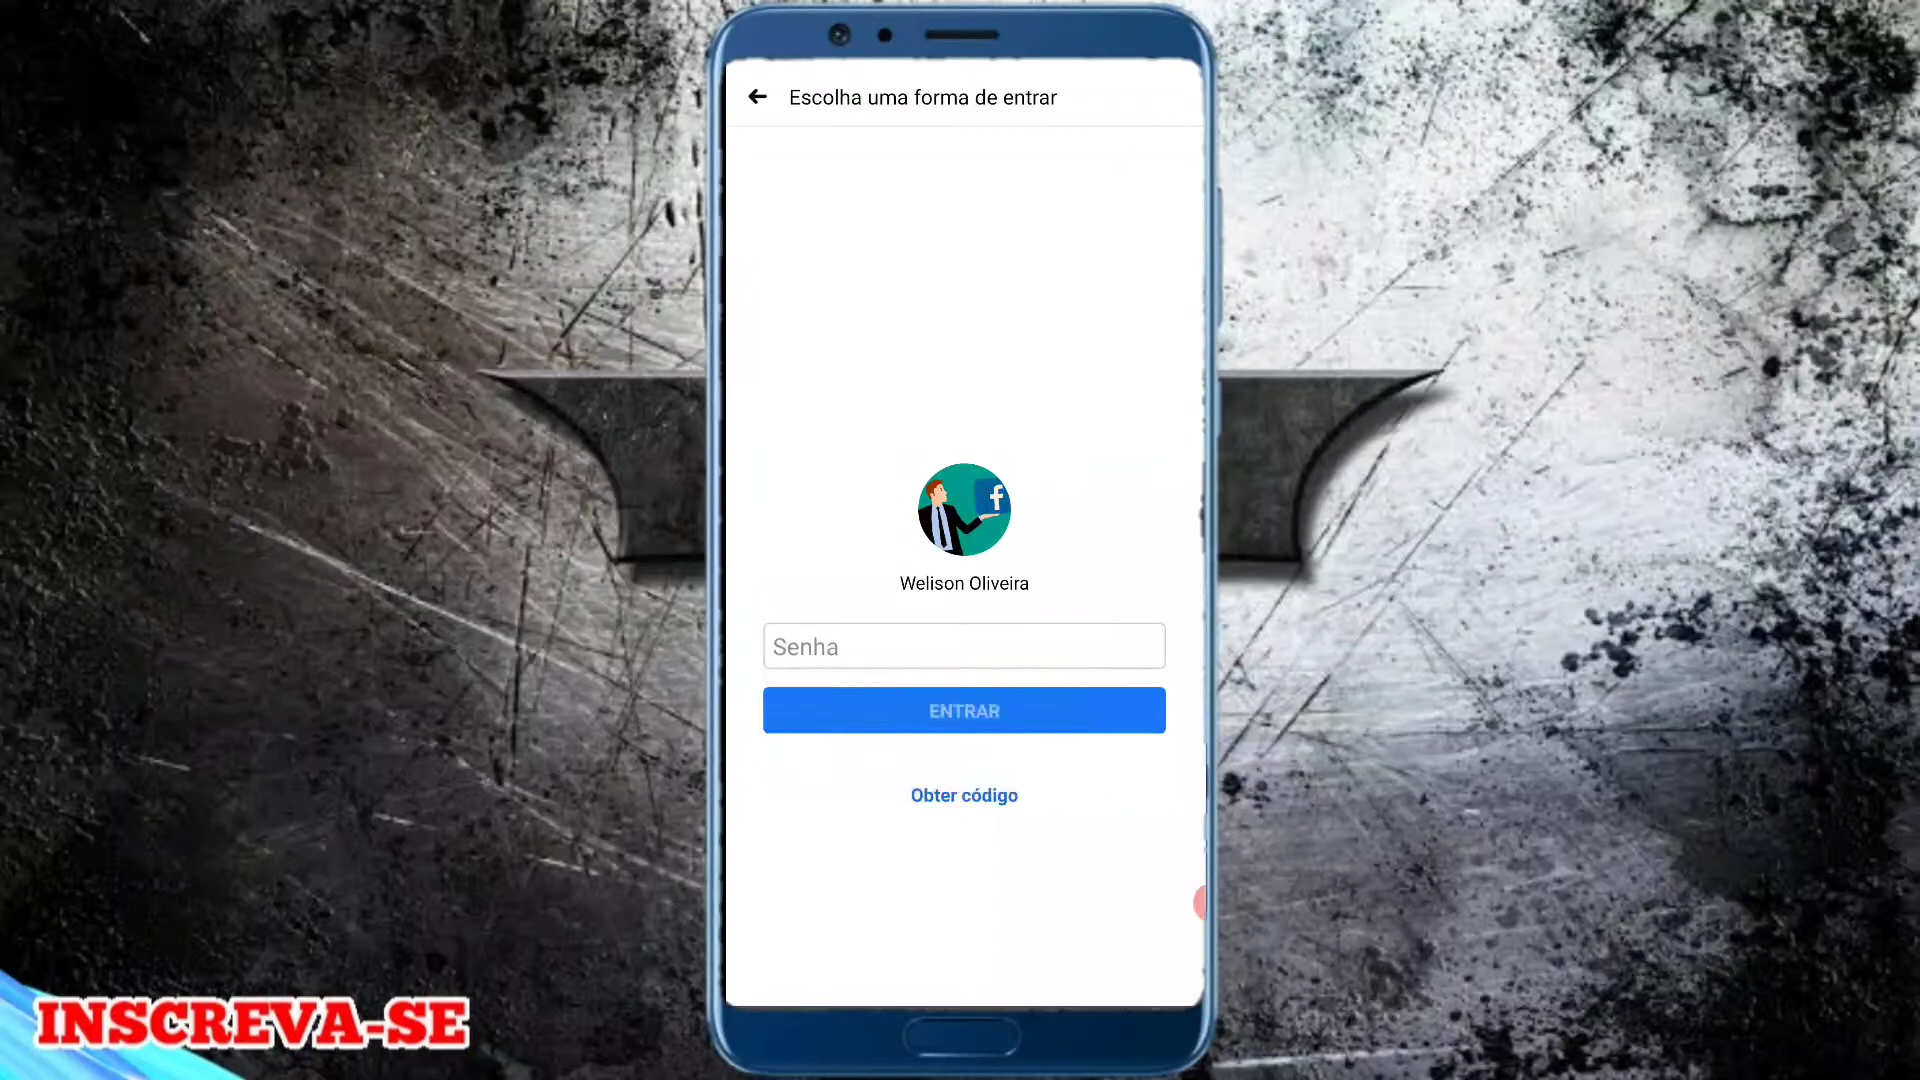 Escolha uma forma de entrar
f
Welison Oliveira
Senha
ENTRAR
Obter código
INSCREVA-SE